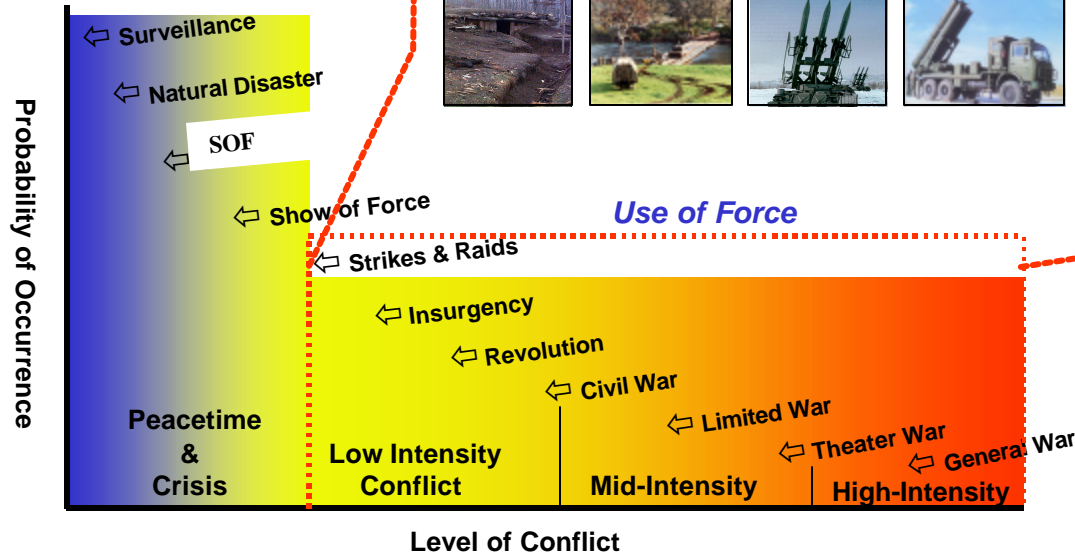 Surveillance
Natural Disaster
SOF
Show of Force
Use of Force
Strikes & Raids
Insurgency
Revolution
Civil War
Limited War
Theater War
General War
Peacetime
&
Crisis
Low Intensity
Conflict
Mid-Intensity
High-Intensity
Probability of Occurrence
Level of Conflict